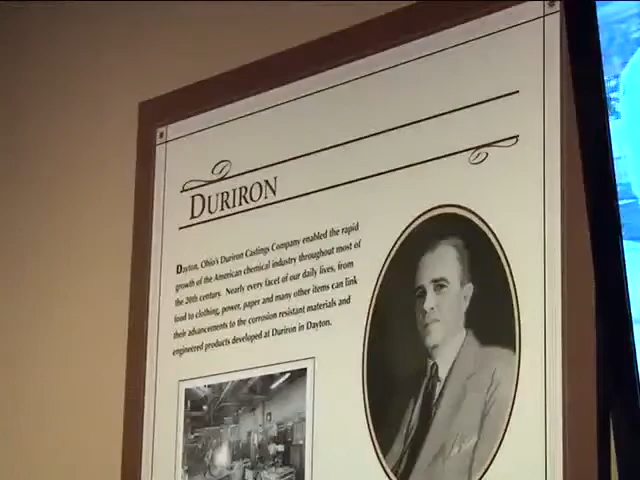 DURIRON
Dayton, Ohio's Duriron Castings Company enabled the rapid
growth of the American chemical industry throughout most of
the 20th century. Nearly every facet of our daily lives, from
food to clothing, power, paper and many other items can link
their advancements to the corrosion resistant materials and
engineered products developed at Duriron in Dayton.